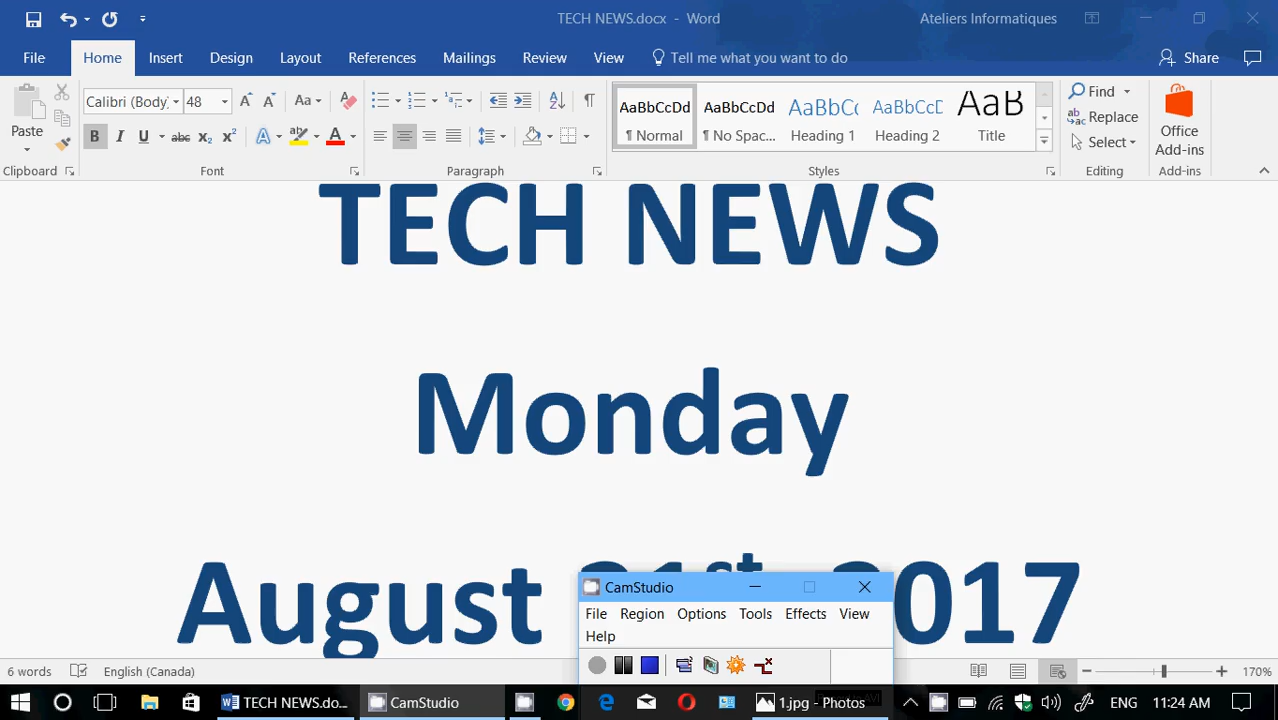 TECH NEWS.docx - Word
Ateliers Informatiques
File Home Insert Design Layout References Mailings Review View Tell me what you want to do Share
Paste
Clipboard
Calibri (Body) 48
Font
Paragraph
AaBbCcDd AaBbCcDd AaBbCc AaBbCcD AaB
¶ Normal ¶ No Spac... Heading 1 Heading 2 Title
Styles
Find
Replace
Select
Editing
Office
Add-ins
Add-ins
TECH NEWS
Monday
August 21st 2017
CamStudio
File Region Options Tools Effects View
Help
6 words English (Canada) 170%
TECH NEWS.do... CamStudio 1.jpg - Photos ENG 11:24 AM